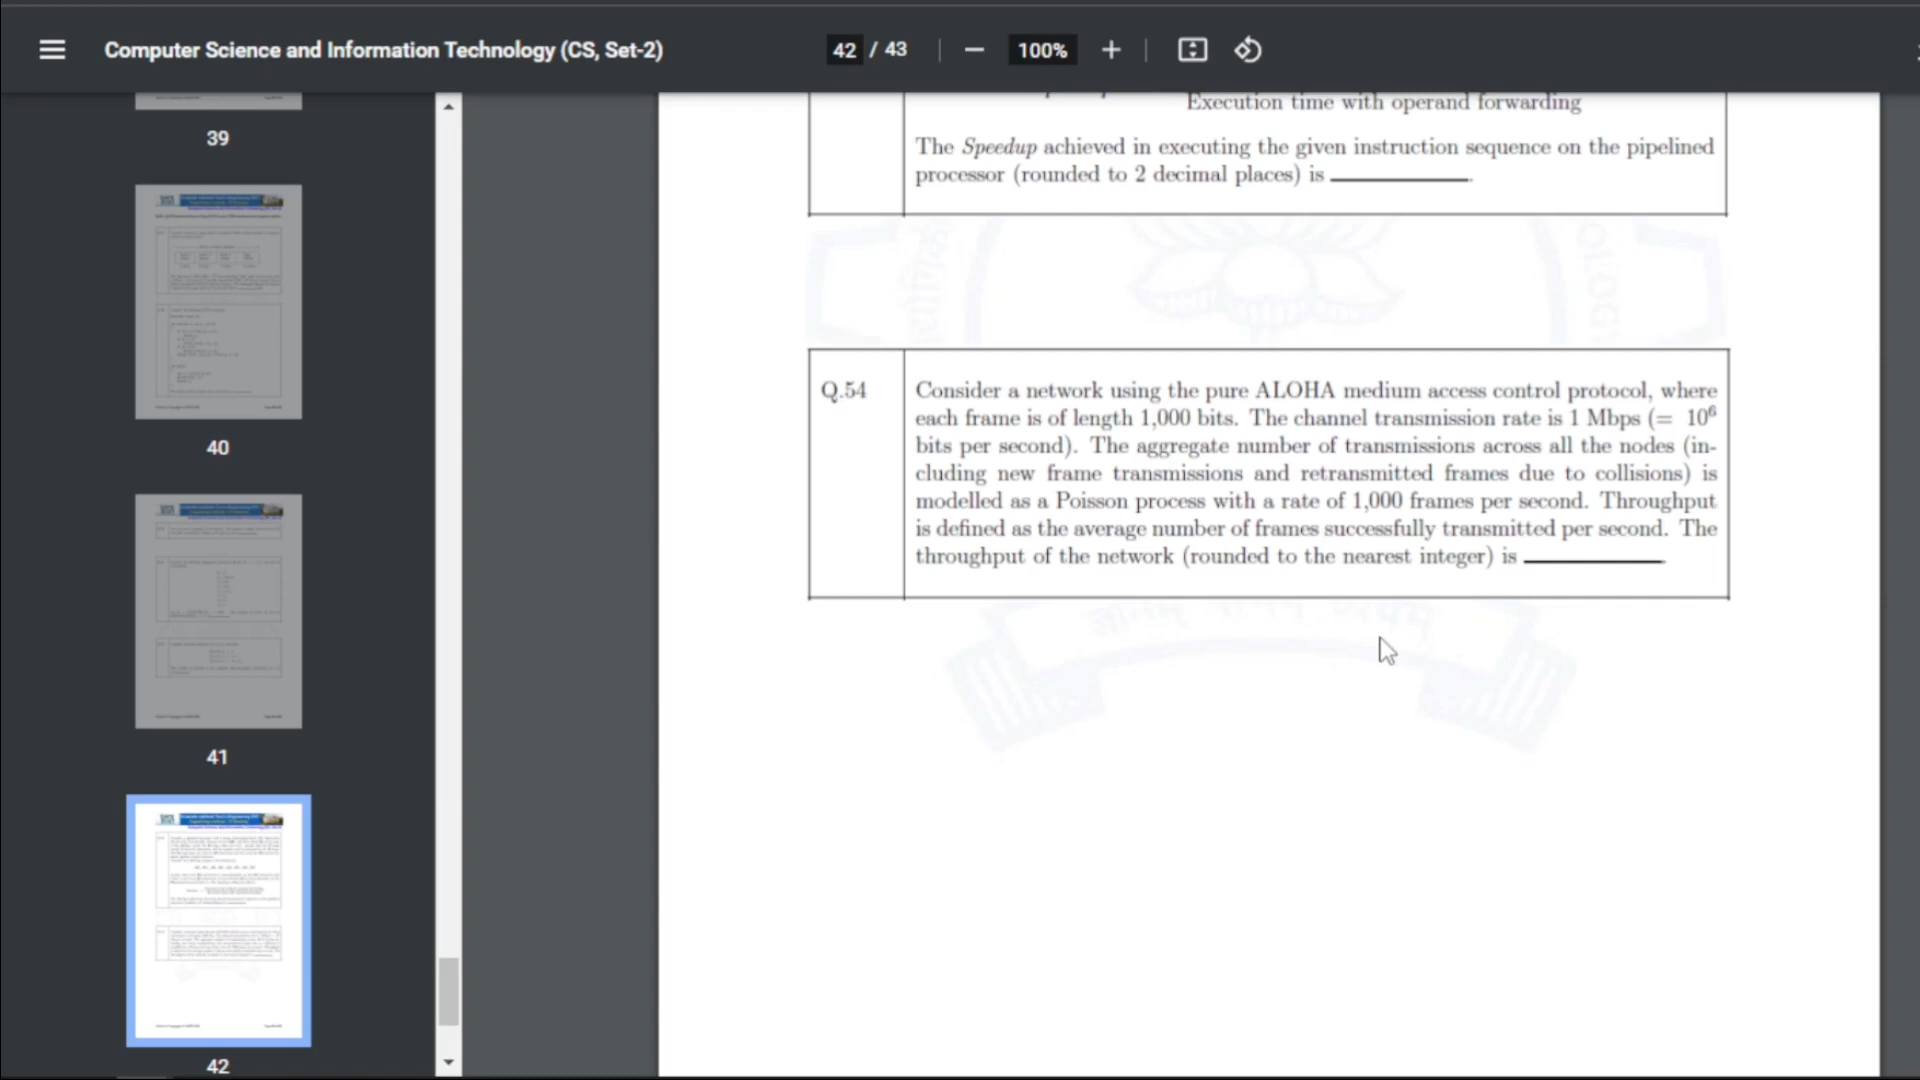 Computer Science and Information Technology (CS, Set-2)
42 / 43
100%
39
40
41
42
Execution time with operand forwarding
The Speedup achieved in executing the given instruction sequence on the pipelined
processor (rounded to 2 decimal places) is ____________.
Q.54
Consider a network using the pure ALOHA medium access control protocol, where
each frame is of length 1,000 bits. The channel transmission rate is 1 Mbps (= 10⁶
bits per second). The aggregate number of transmissions across all the nodes (in-
cluding new frame transmissions and retransmitted frames due to collisions) is
modelled as a Poisson process with a rate of 1,000 frames per second. Throughput
is defined as the average number of frames successfully transmitted per second. The
throughput of the network (rounded to the nearest integer) is ____________.